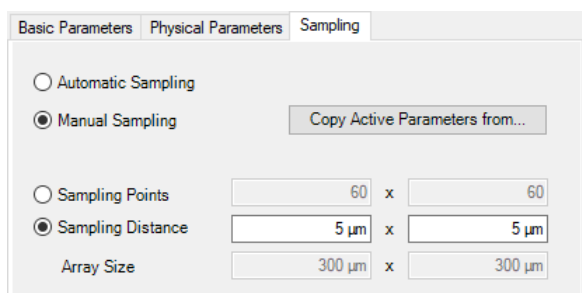 Basic Parameters Physical Parameters Sampling
Automatic Sampling
Manual Sampling Copy Active Parameters from...
Sampling Points 60 x 60
Sampling Distance 5 µm x 5 µm
Array Size 300 µm x 300 µm